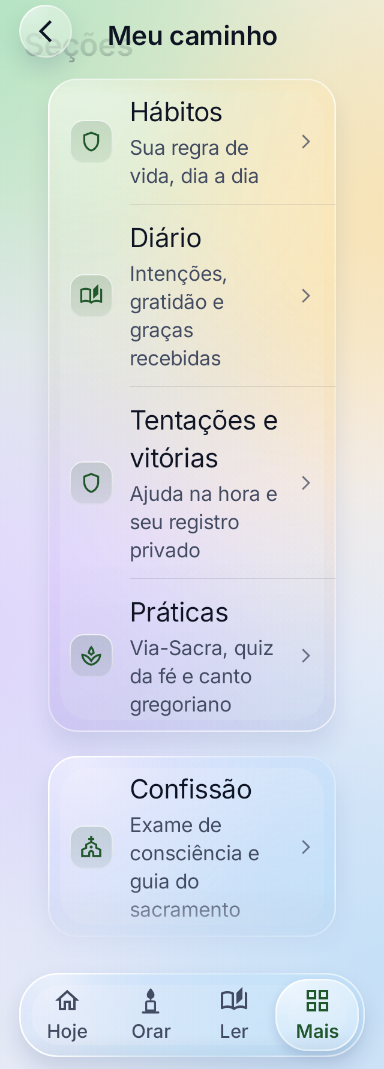 Seções
Meu caminho
Hábitos
Sua regra de
vida, dia a dia
Diário
Intenções,
gratidão e
graças
recebidas
Tentações e
vitórias
Ajuda na hora e
seu registro
privado
Práticas
Via-Sacra, quiz
da fé e canto
gregoriano
Confissão
Exame de
consciência e
guia do
sacramento
Hoje
Orar
Ler
Mais